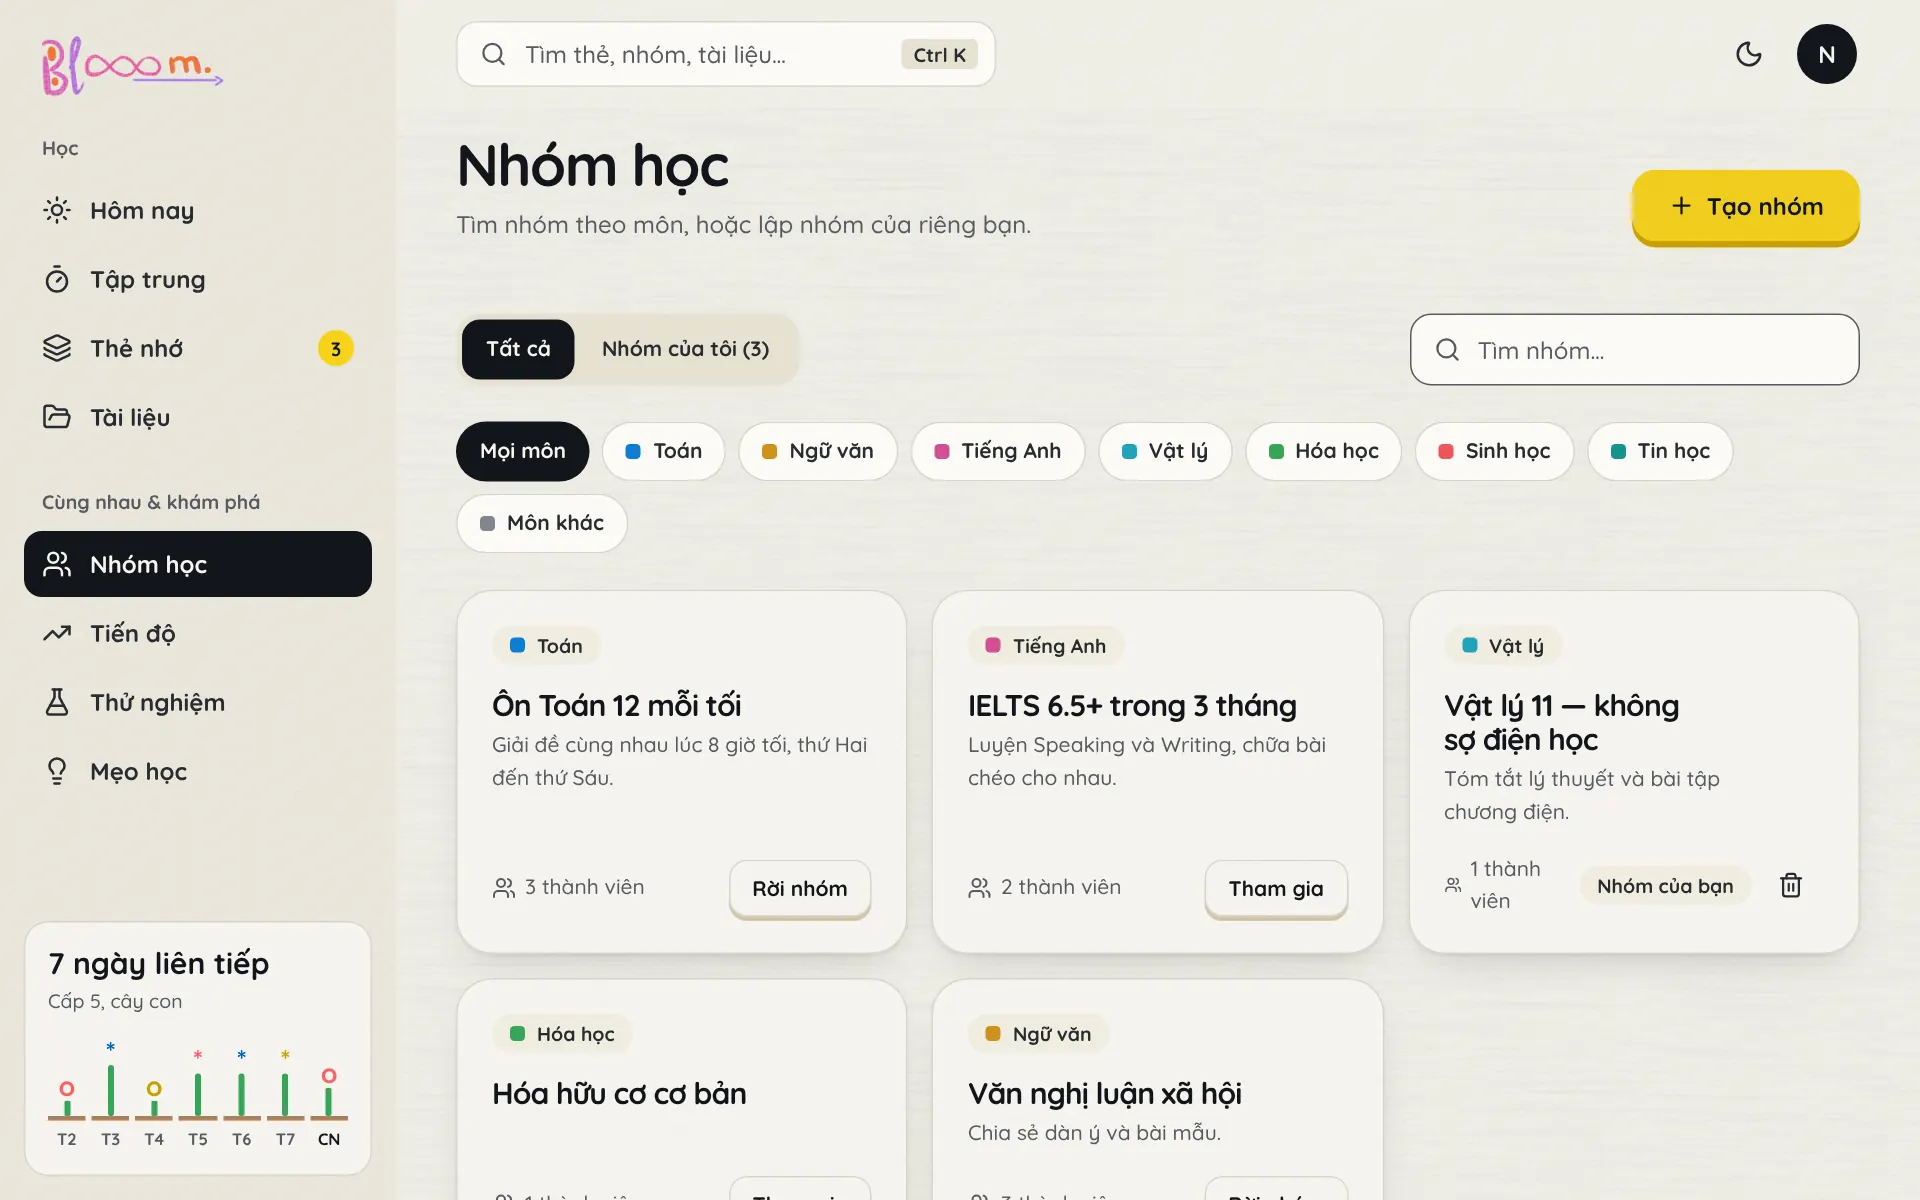 Blooom.
Học
Hôm nay
Tập trung
Thẻ nhớ
3
Tài liệu
Cùng nhau & khám phá
Nhóm học
Tiến độ
Thử nghiệm
Mẹo học
7 ngày liên tiếp
Cấp 5, cây con
T2 T3 T4 T5 T6 T7 CN
Tìm thẻ, nhóm, tài liệu...
Ctrl K
N
Nhóm học
Tìm nhóm theo môn, hoặc lập nhóm của riêng bạn.
+ Tạo nhóm
Tất cả
Nhóm của tôi (3)
Tìm nhóm...
Mọi môn
Toán
Ngữ văn
Tiếng Anh
Vật lý
Hóa học
Sinh học
Tin học
Môn khác
Toán
Ôn Toán 12 mỗi tối
Giải đề cùng nhau lúc 8 giờ tối, thứ Hai
đến thứ Sáu.
3 thành viên
Rời nhóm
Tiếng Anh
IELTS 6.5+ trong 3 tháng
Luyện Speaking và Writing, chữa bài
chéo cho nhau.
2 thành viên
Tham gia
Vật lý
Vật lý 11 — không
sợ điện học
Tóm tắt lý thuyết và bài tập
chương điện.
1 thành
viên
Nhóm của bạn
Hóa học
Hóa hữu cơ cơ bản
Ngữ văn
Văn nghị luận xã hội
Chia sẻ dàn ý và bài mẫu.